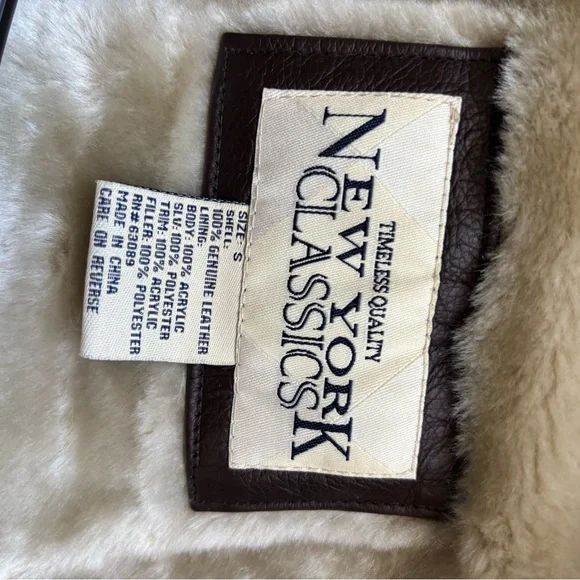 TIMELESS QUALITY
NEW YORK
CLASSICS
SIZE: S
SHELL:
100% GENUINE LEATHER
LINING:
BODY: 100% ACRYLIC
SLV: 100% POLYESTER
TRIM: 100% ACRYLIC
FILLER: 100% POLYESTER
RN# 63089
MADE IN CHINA
CARE ON REVERSE